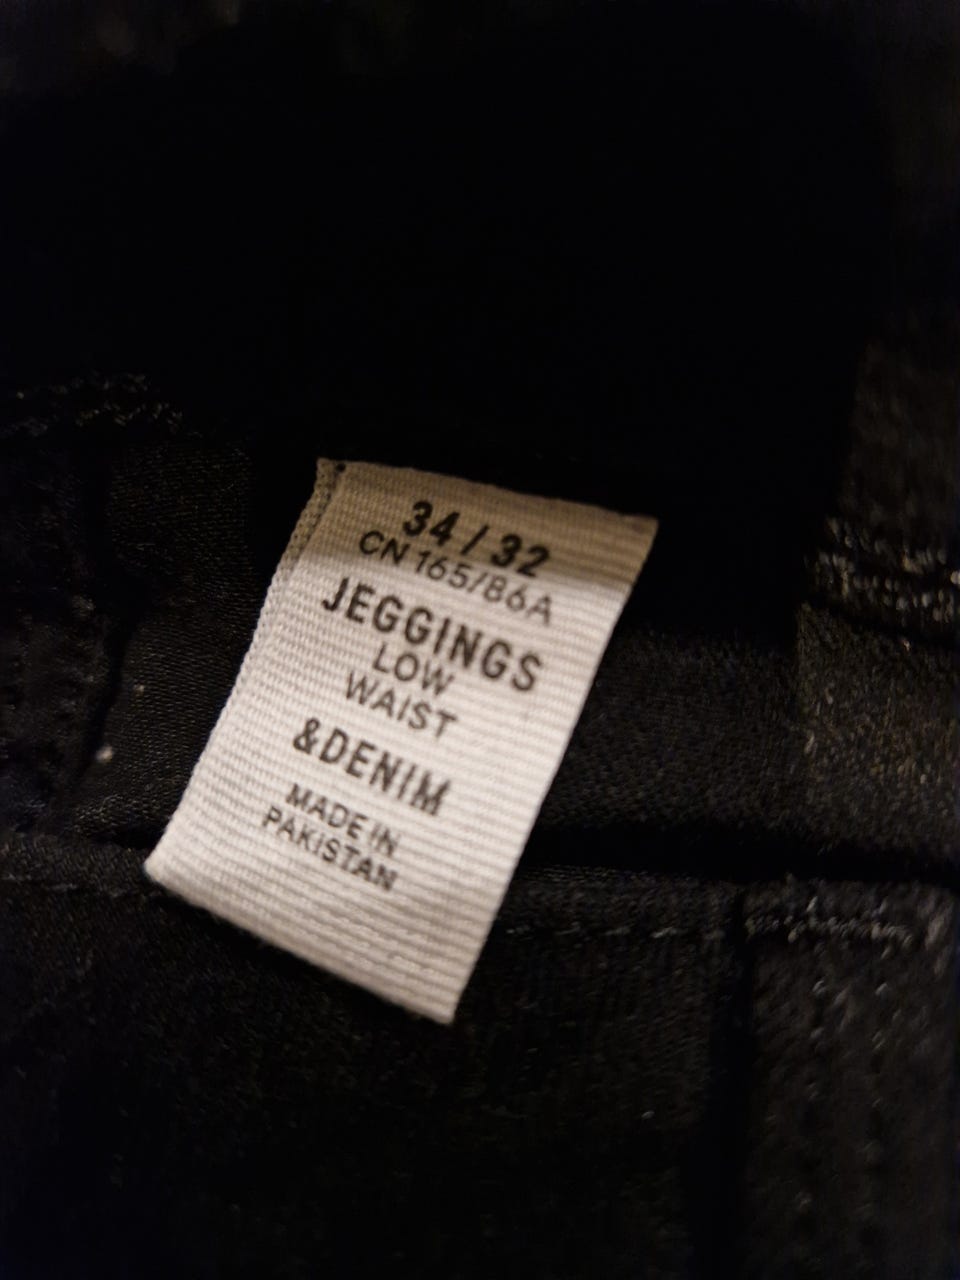 34 / 32
CN 165/86A
JEGGINGS
LOW
WAIST
&DENIM
MADE IN
PAKISTAN